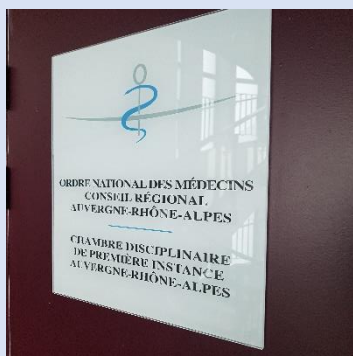 ORDRE NATIONAL DES MÉDECINS
CONSEIL RÉGIONAL
AUVERGNE-RHÔNE-ALPES
CHAMBRE DISCIPLINAIRE
DE PREMIÈRE INSTANCE
AUVERGNE-RHÔNE-ALPES